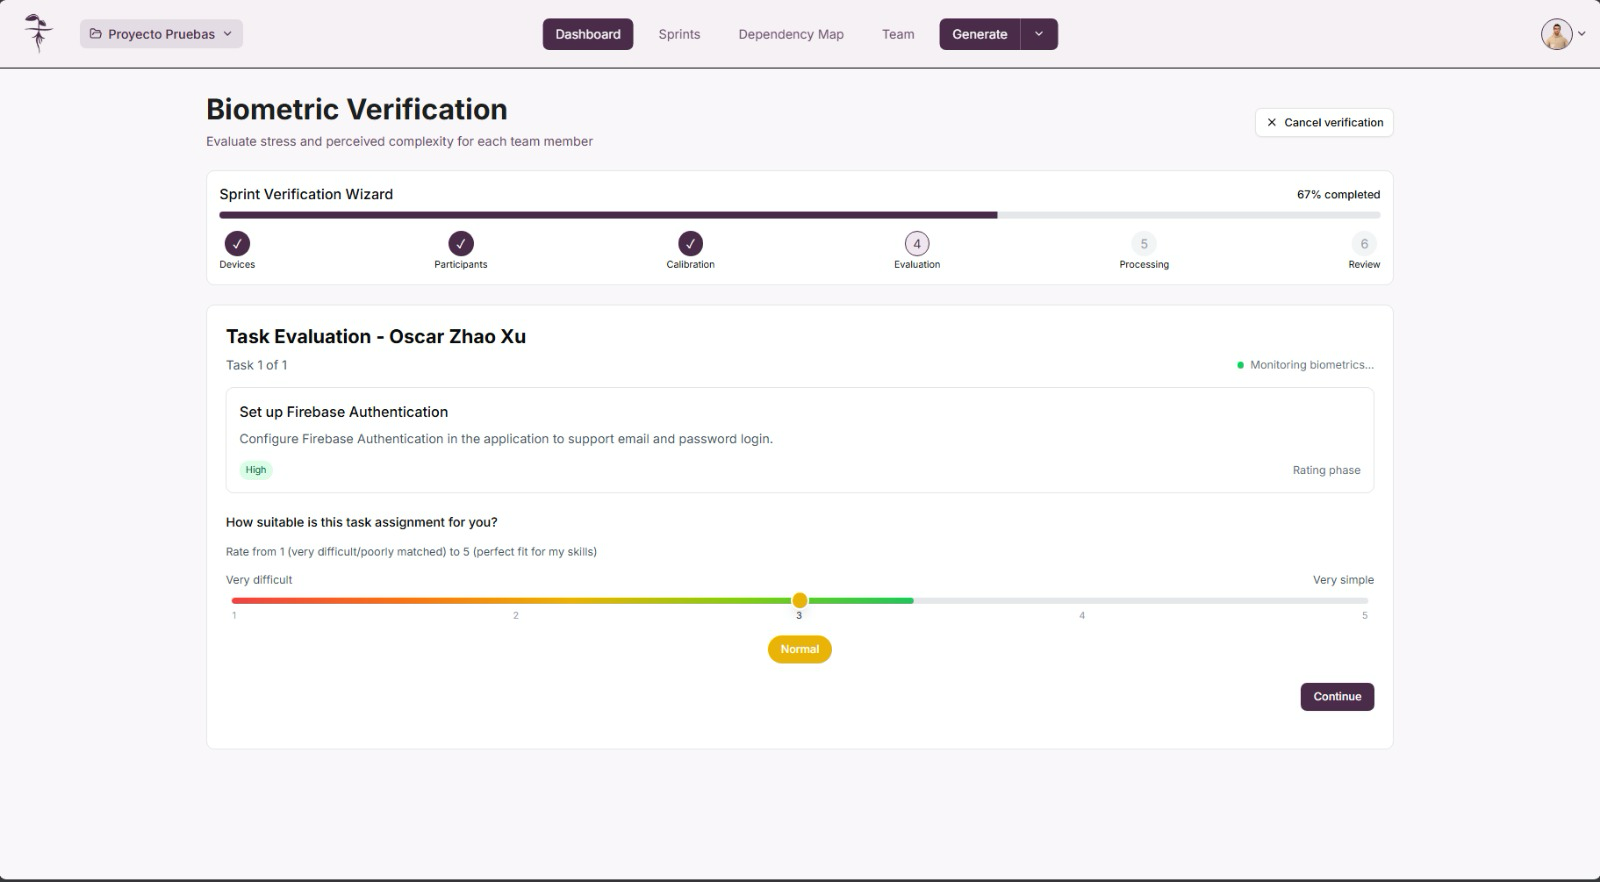 Proyecto Pruebas
Dashboard
Sprints
Dependency Map
Team
Generate
Biometric Verification
Evaluate stress and perceived complexity for each team member
Cancel verification
Sprint Verification Wizard
67% completed
✓ ✓ ✓ 4 5 6
Devices Participants Calibration Evaluation Processing Review
Task Evaluation - Oscar Zhao Xu
Task 1 of 1
Monitoring biometrics...
Set up Firebase Authentication
Configure Firebase Authentication in the application to support email and password login.
High
Rating phase
How suitable is this task assignment for you?
Rate from 1 (very difficult/poorly matched) to 5 (perfect fit for my skills)
Very difficult
Very simple
1 2 3 4 5
Normal
Continue